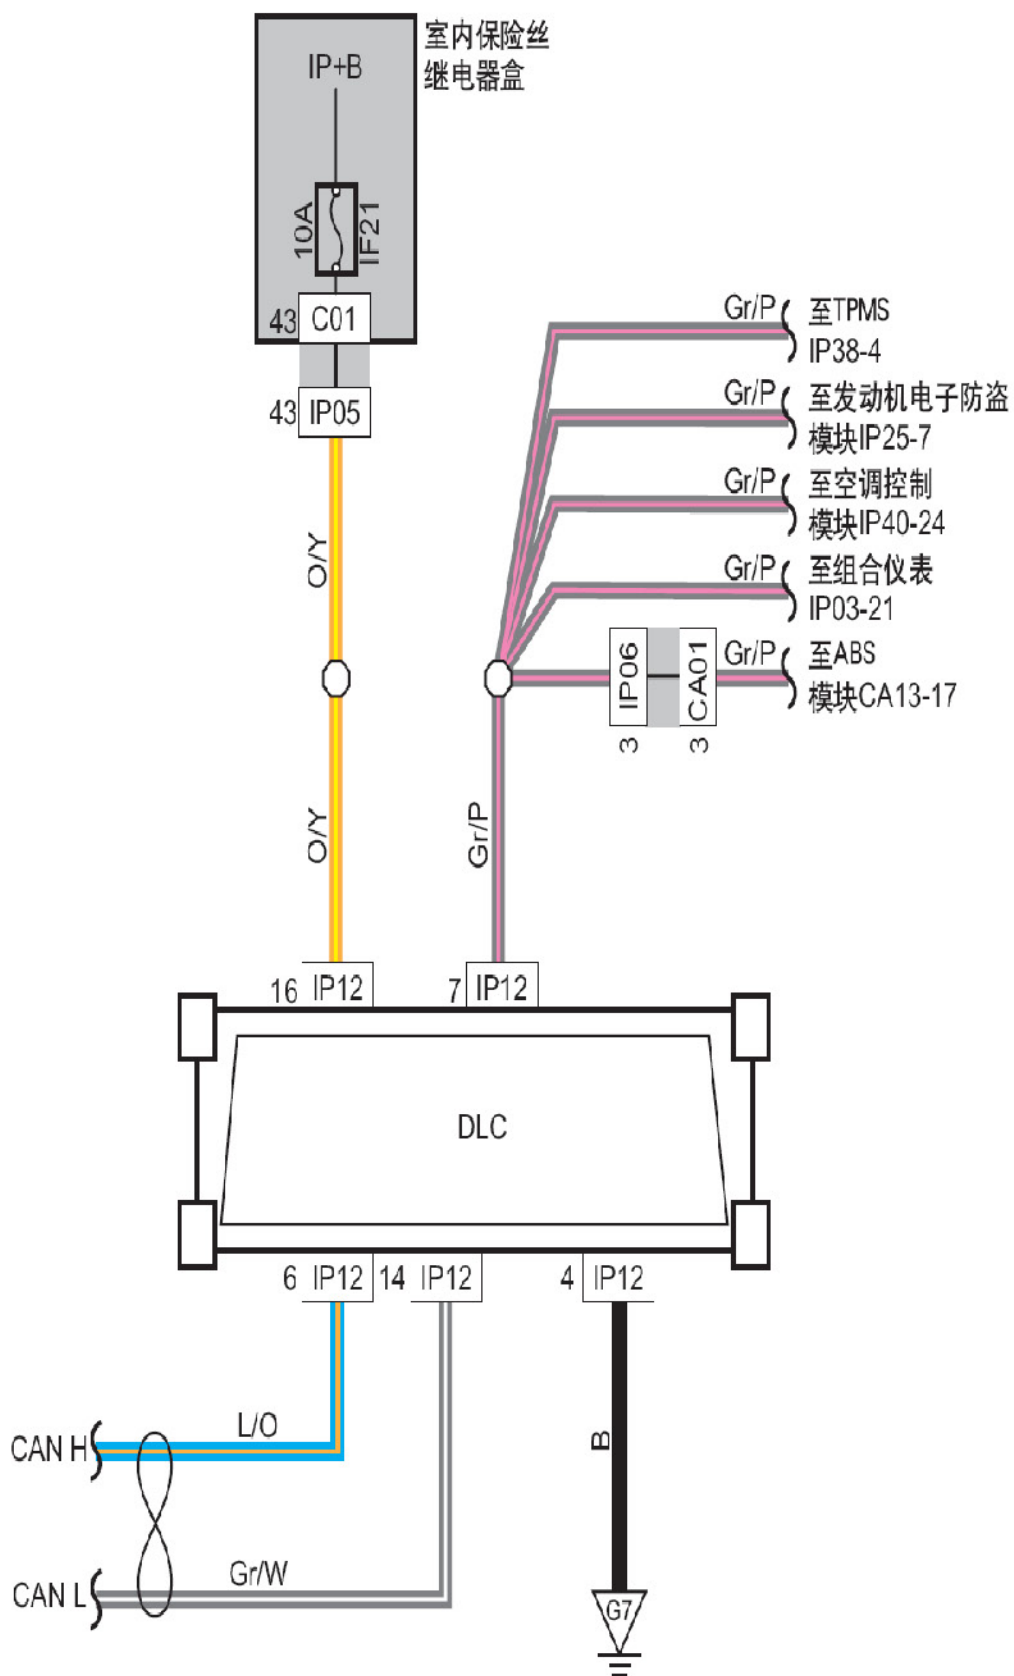 室内保险丝
继电器盒
IP+B
10A
IF21
43 C01
43 IP05
Gr/P 至TPMS
IP38-4
Gr/P 至发动机电子防盗
模块IP25-7
Gr/P 至空调控制
模块IP40-24
Gr/P 至组合仪表
IP03-21
Gr/P 至ABS
模块CA13-17
IP06
CA01
3
3
O/Y
O/Y
Gr/P
16 IP12
7 IP12
DLC
6 IP12
14 IP12
4 IP12
L/O
CAN H
B
Gr/W
CAN L
G7